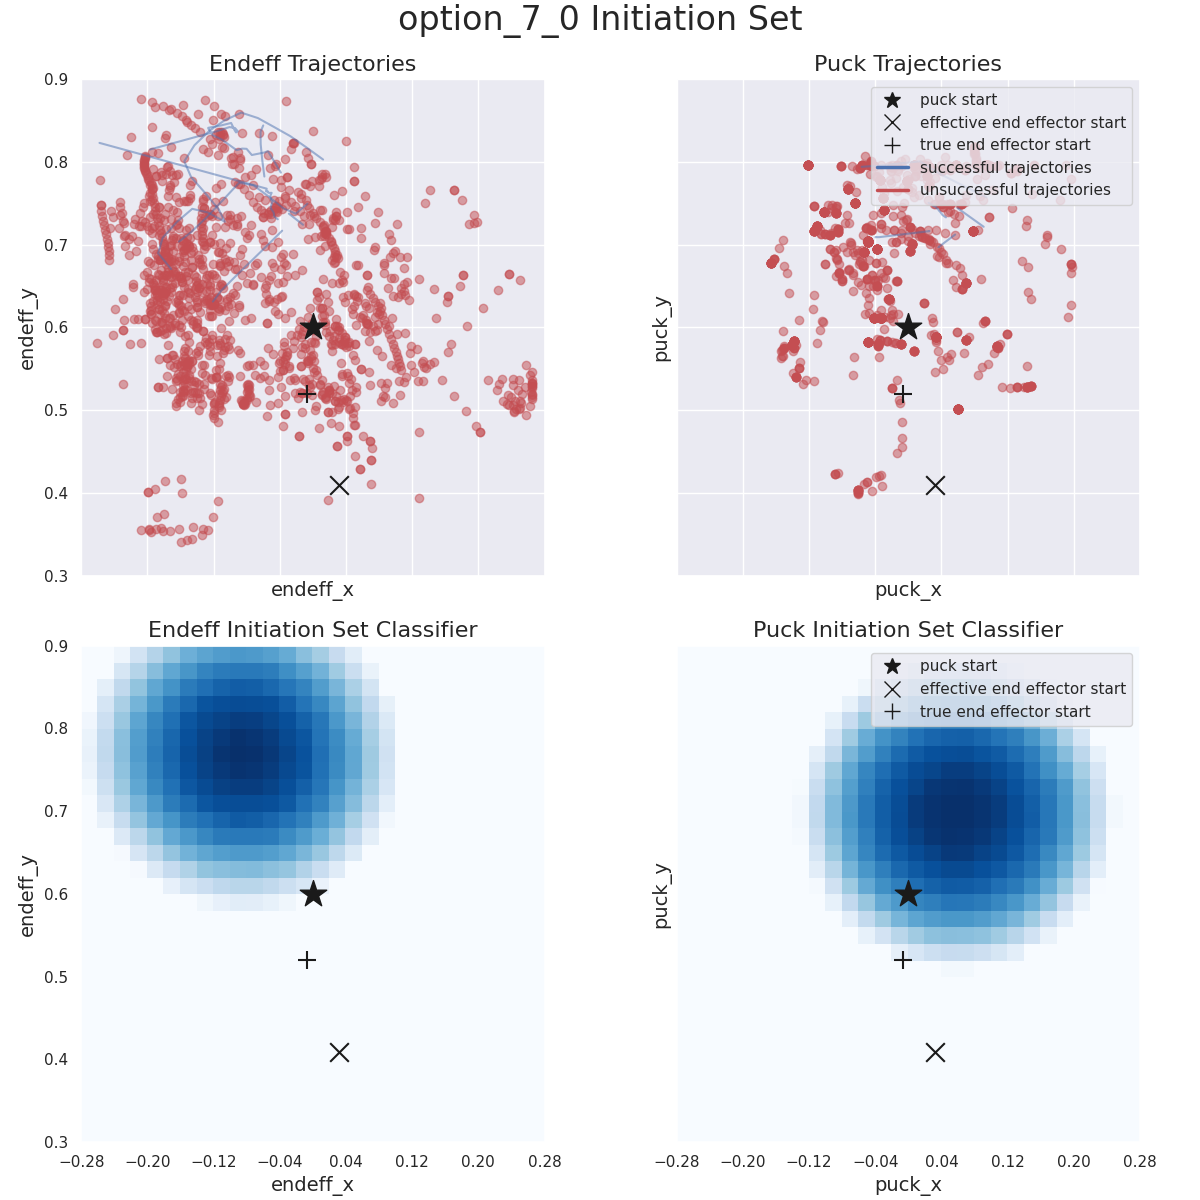 option_7_0 Initiation Set
Endeff Trajectories
Puck Trajectories
0.9
0.8
0.7
0.6
0.5
0.4
0.3
endeff_y
endeff_x
puck_y
puck_x
puck start
effective end effector start
true end effector start
successful trajectories
unsuccessful trajectories
Endeff Initiation Set Classifier
Puck Initiation Set Classifier
0.9
0.8
0.7
0.6
0.5
0.4
0.3
endeff_y
−0.28 −0.20 −0.12 −0.04 0.04 0.12 0.20 0.28
endeff_x
puck_y
puck start
effective end effector start
true end effector start
−0.28 −0.20 −0.12 −0.04 0.04 0.12 0.20 0.28
puck_x